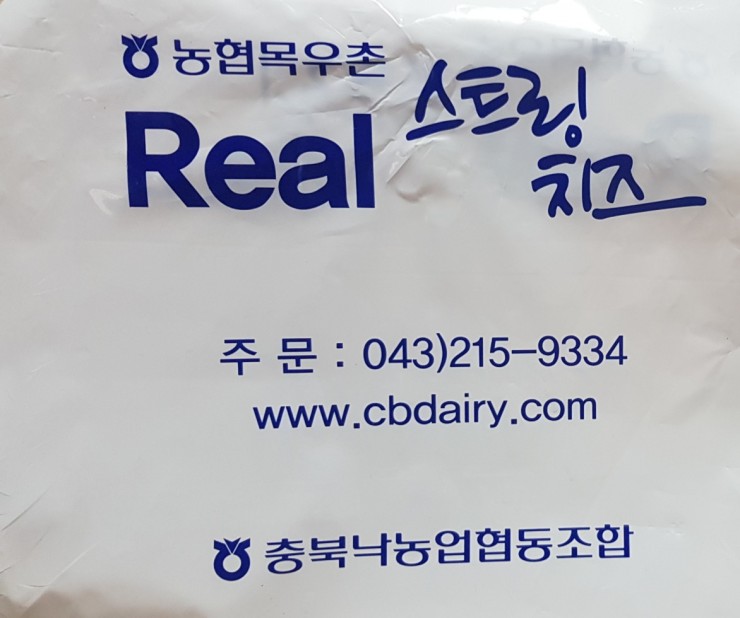 농협목우촌
Real 스트링
치즈
주 문 : 043)215-9334
www.cbdairy.com
충북낙농업협동조합